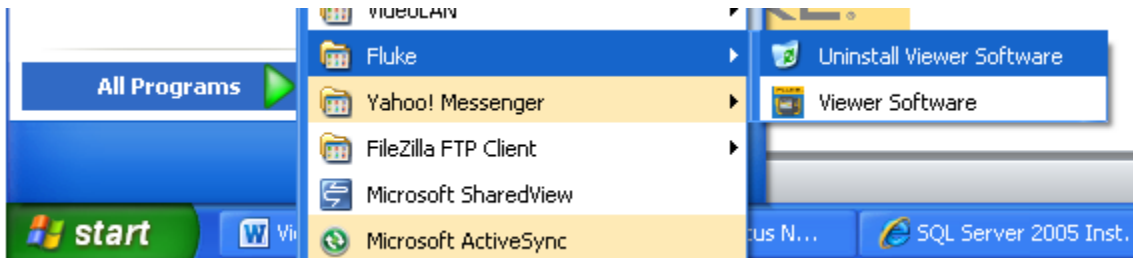 VideoLAN
Fluke
Uninstall Viewer Software
All Programs
Yahoo! Messenger
Viewer Software
FileZilla FTP Client
Microsoft SharedView
start
Microsoft ActiveSync
SQL Server 2005 Inst.